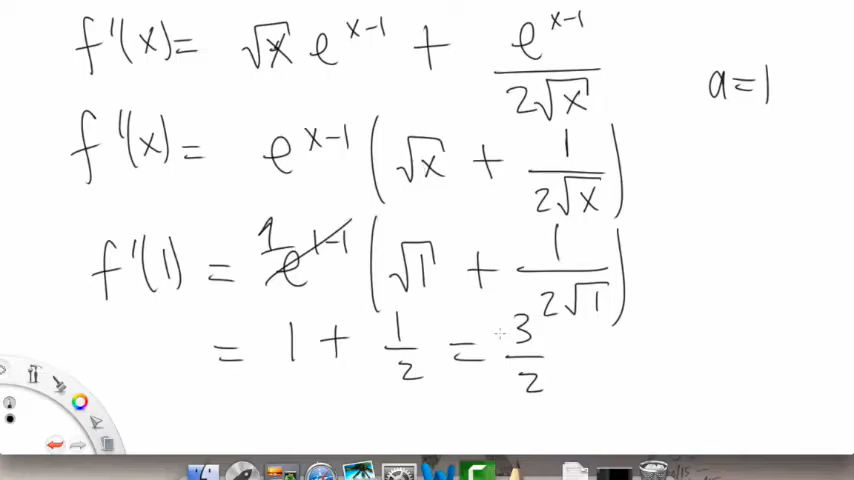 f'(x) = √x e^(x-1) + e^(x-1)/(2√x)
a=1
f'(x) = e^(x-1) (√x + 1/(2√x))
f'(1) = 1 e^(1-1) (√1 + 1/(2√1))
= 1 + 1/2 = 3/2